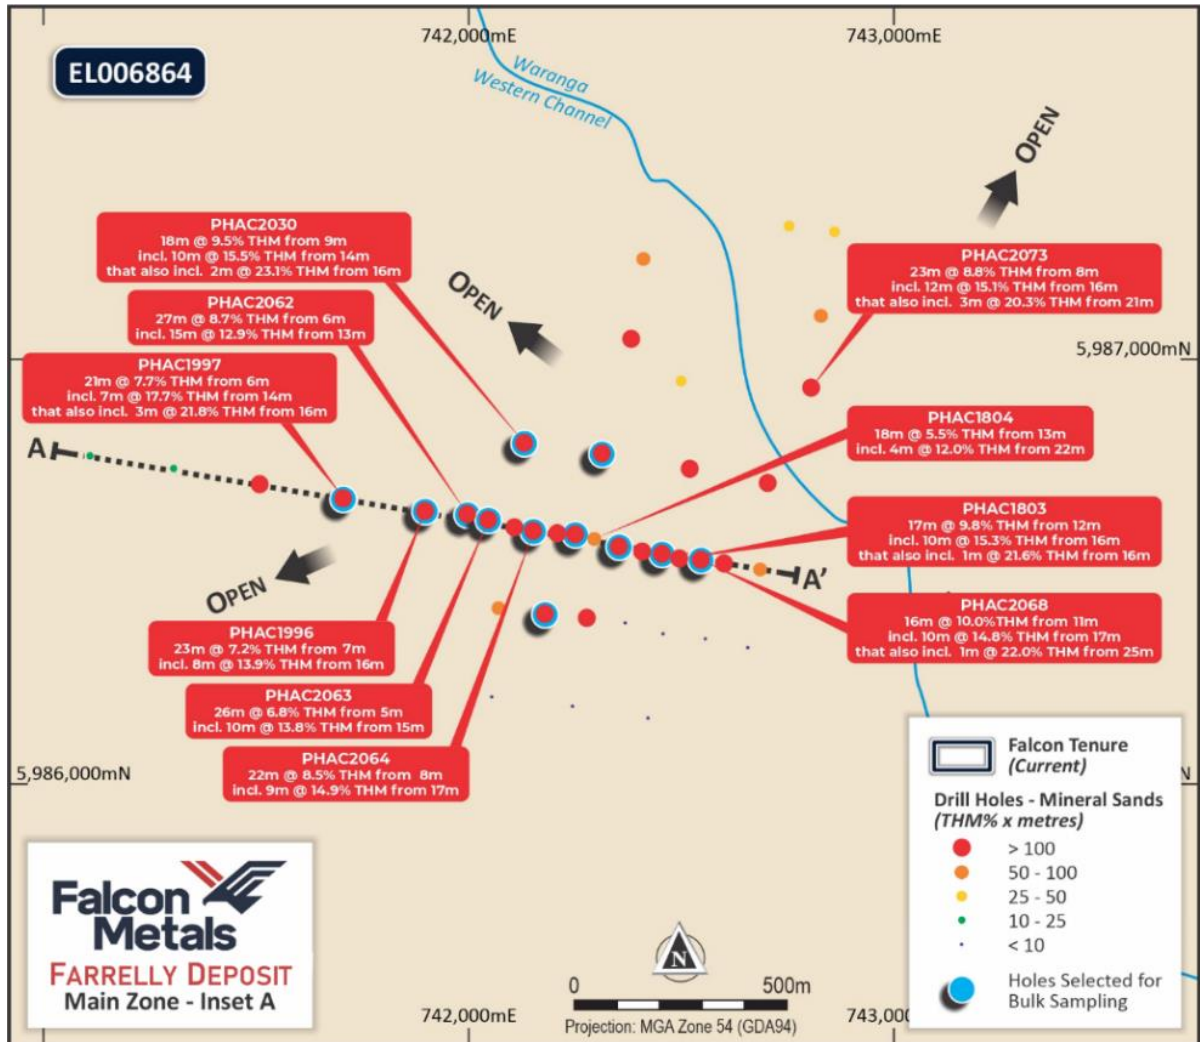 742,000mE
743,000mE
EL006864
Waranga
Western Channel
OPEN
PHAC2030
18m @ 9.5% THM from 9m
incl. 10m @ 15.5% THM from 14m
that also incl. 2m @ 23.1% THM from 16m
OPEN
PHAC2073
23m @ 8.8% THM from 8m
incl. 12m @ 15.1% THM from 16m
that also incl. 3m @ 20.3% THM from 21m
PHAC2062
27m @ 8.7% THM from 6m
incl. 15m @ 12.9% THM from 13m
5,987,000mN
PHAC1997
21m @ 7.7% THM from 6m
incl. 7m @ 17.7% THM from 14m
that also incl. 3m @ 21.8% THM from 16m
PHAC1804
18m @ 5.5% THM from 13m
incl. 4m @ 12.0% THM from 22m
A
PHAC1803
17m @ 9.8% THM from 12m
incl. 10m @ 15.3% THM from 16m
that also incl. 1m @ 21.6% THM from 16m
A'
OPEN
PHAC2068
16m @ 10.0%THM from 11m
incl. 10m @ 14.8% THM from 17m
that also incl. 1m @ 22.0% THM from 25m
PHAC1996
23m @ 7.2% THM from 7m
incl. 8m @ 13.9% THM from 16m
PHAC2063
26m @ 6.8% THM from 5m
incl. 10m @ 13.8% THM from 15m
PHAC2064
22m @ 8.5% THM from 8m
incl. 9m @ 14.9% THM from 17m
5,986,000mN
N
Falcon Tenure
(Current)
Drill Holes - Mineral Sands
(THM% x metres)
> 100
50 - 100
25 - 50
10 - 25
< 10
Holes Selected for
Bulk Sampling
Falcon
Metals
FARRELLY DEPOSIT
Main Zone - Inset A
N
0 500m
Projection: MGA Zone 54 (GDA94)
742,000mE
743,00